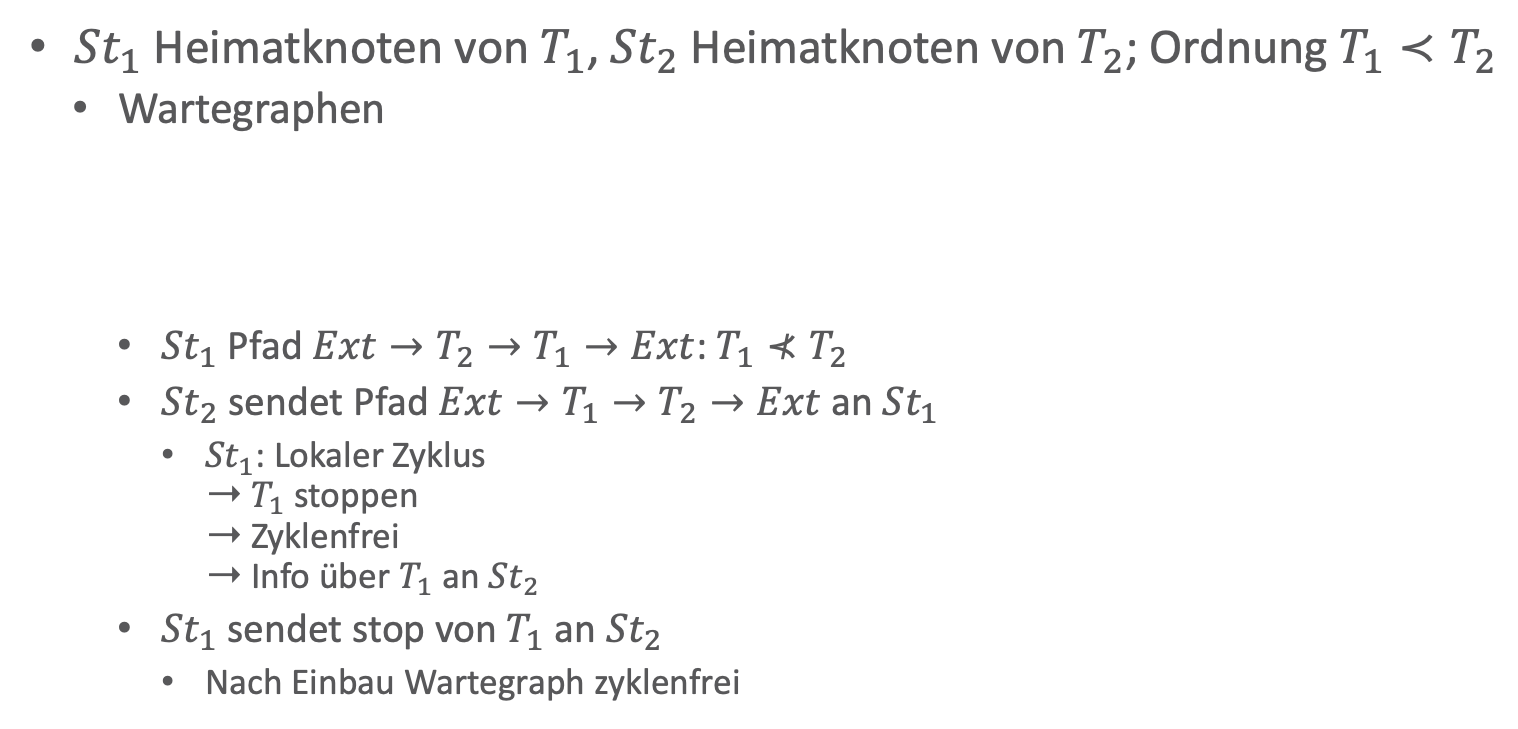 • St₁ Heimatknoten von T₁, St₂ Heimatknoten von T₂; Ordnung T₁ ≺ T₂
• Wartegraphen
• St₁ Pfad Ext → T₂ → T₁ → Ext: T₁ ⊀ T₂
• St₂ sendet Pfad Ext → T₁ → T₂ → Ext an St₁
• St₁: Lokaler Zyklus
→ T₁ stoppen
→ Zyklenfrei
→ Info über T₁ an St₂
• St₁ sendet stop von T₁ an St₂
• Nach Einbau Wartegraph zyklenfrei